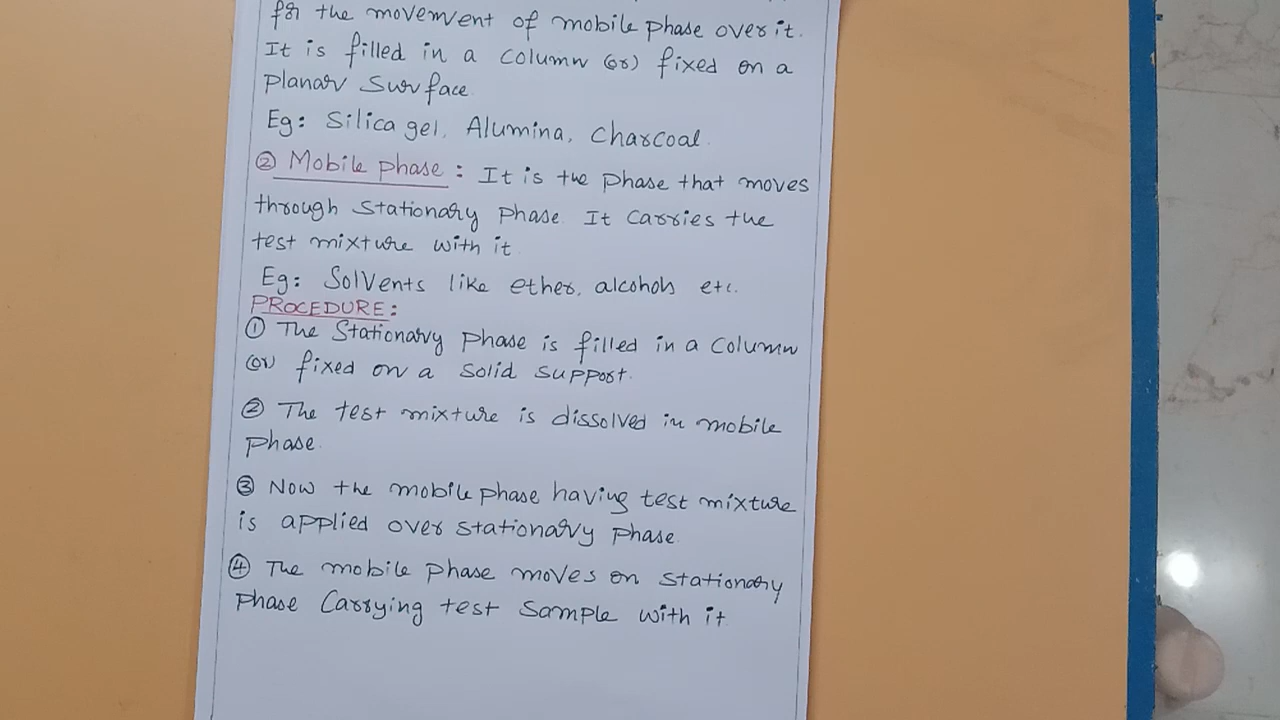 for the movement of mobile phase over it.
It is filled in a column (or) fixed on a
planar surface.
Eg: Silica gel, Alumina, Charcoal.
② Mobile phase : It is the phase that moves
through stationary phase. It carries the
test mixture with it.
Eg: Solvents like ether, alcohols etc.
PROCEDURE:
① The Stationary phase is filled in a column
(or) fixed on a solid support.
② The test mixture is dissolved in mobile
phase.
③ Now the mobile phase having test mixture
is applied over stationary phase.
④ The mobile phase moves on stationary
phase carrying test sample with it